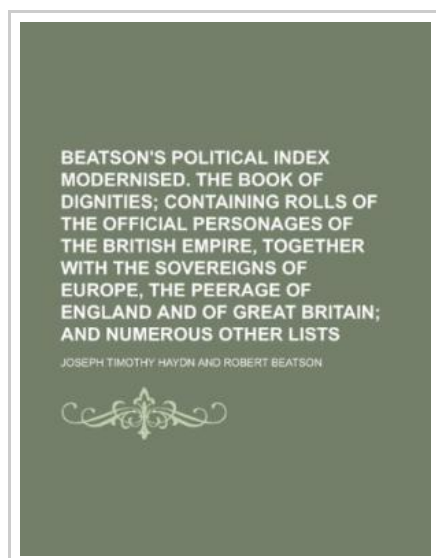 BEATSON'S POLITICAL INDEX
MODERNISED. THE BOOK OF
DIGNITIES; CONTAINING ROLLS OF
THE OFFICIAL PERSONAGES OF
THE BRITISH EMPIRE, TOGETHER
WITH THE SOVEREIGNS OF
EUROPE, THE PEERAGE OF
ENGLAND AND OF GREAT BRITAIN;
AND NUMEROUS OTHER LISTS
JOSEPH TIMOTHY HAYDN AND ROBERT BEATSON